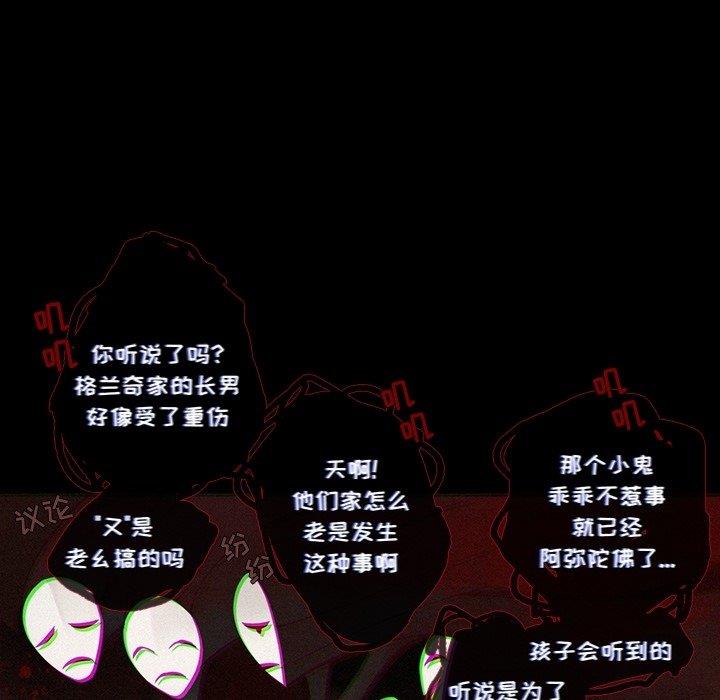 叽
叽
你听说了吗?
格兰奇家的长男
好像受了重伤
议论
"又"是
老幺搞的吗
纷
纷
叽
叽
天啊!
他们家怎么
老是发生
这种事啊
叽
叽
那个小鬼
乖乖不惹事
就已经
阿弥陀佛了...
孩子会听到的
听说是为了